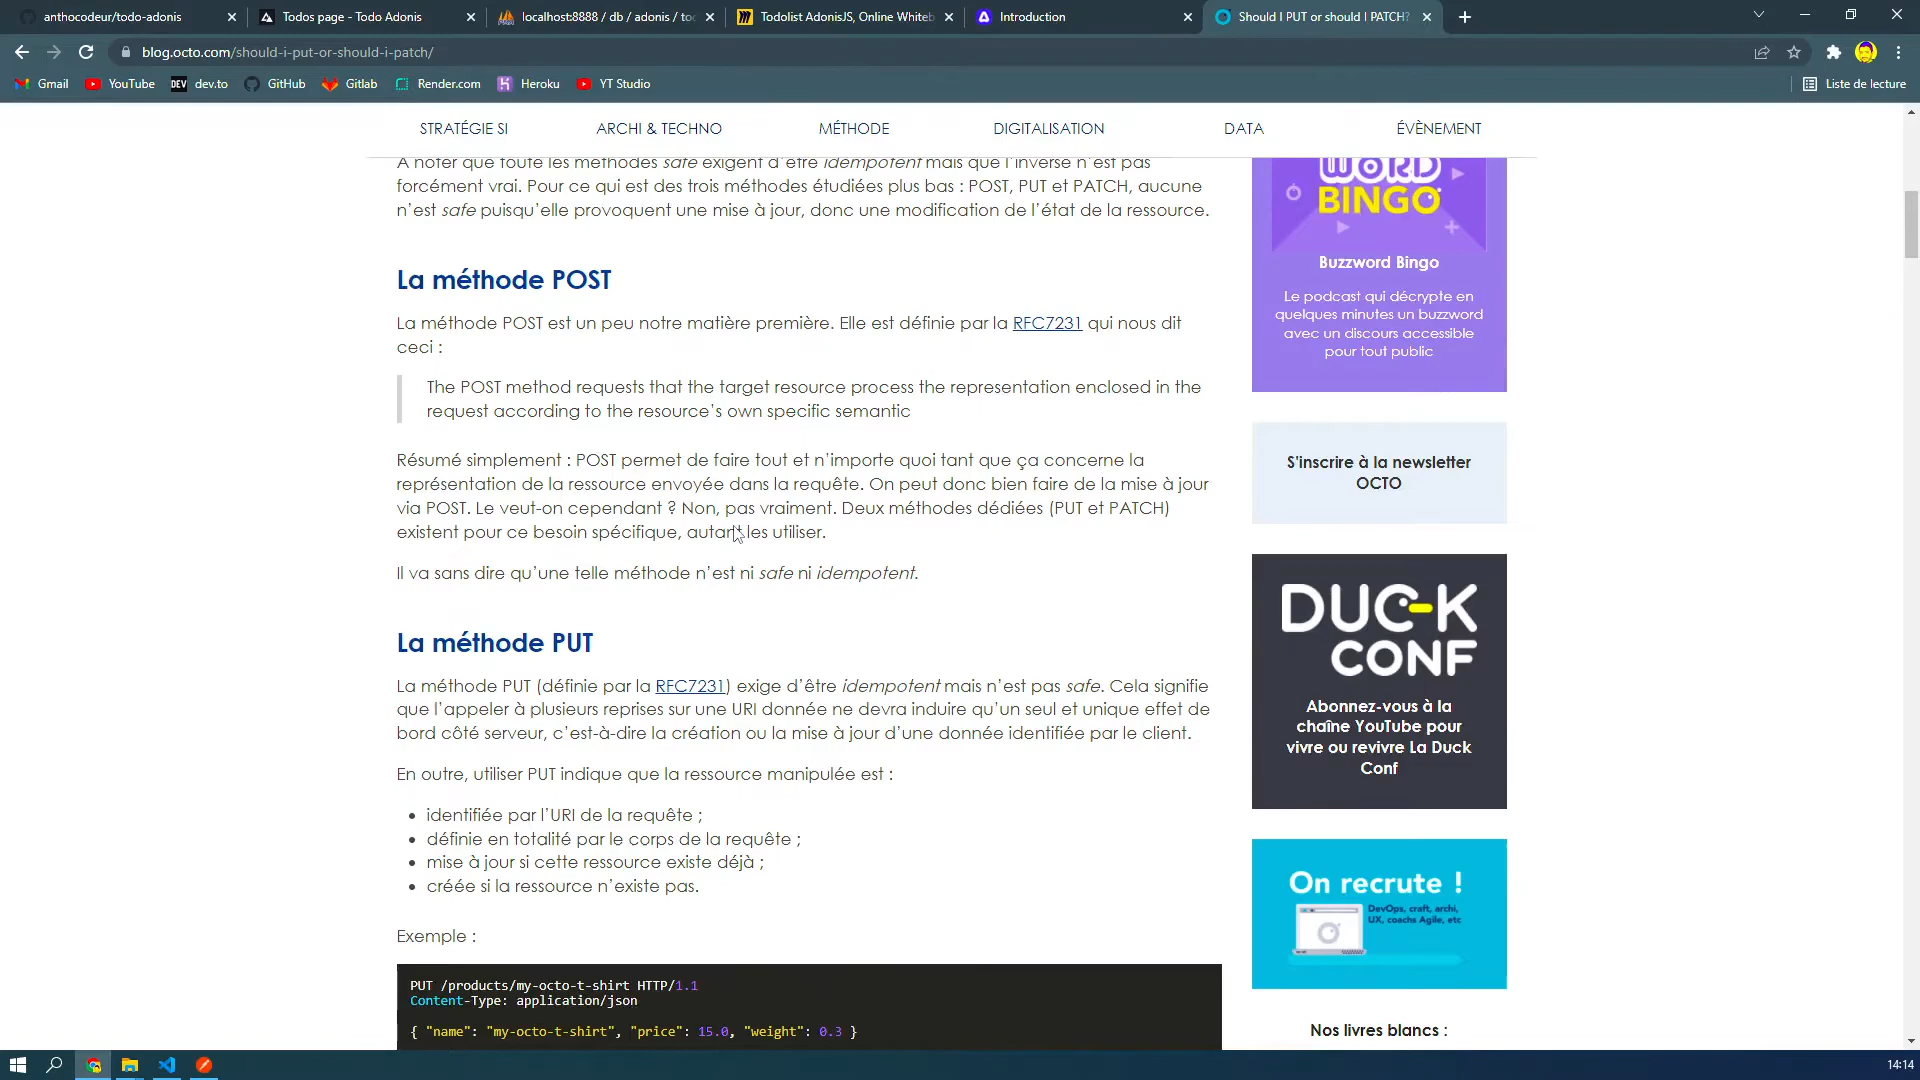 anthocodeur/todo-adonis
Todos page - Todo Adonis
localhost:8888 / db / adonis / to
Todolist AdonisJS, Online Whiteb
Introduction
Should I PUT or should I PATCH?
blog.octo.com/should-i-put-or-should-i-patch/
Gmail
YouTube
DEV dev.to
GitHub
Gitlab
Render.com
Heroku
YT Studio
Liste de lecture
STRATÉGIE SI
ARCHI & TECHNO
MÉTHODE
DIGITALISATION
DATA
ÉVÈNEMENT
A noter que toute les méthodes safe exigent d’être idempotent mais que l’inverse n’est pas
forcément vrai. Pour ce qui est des trois méthodes étudiées plus bas : POST, PUT et PATCH, aucune
n’est safe puisqu’elle provoquent une mise à jour, donc une modification de l’état de la ressource.
La méthode POST
La méthode POST est un peu notre matière première. Elle est définie par la RFC7231 qui nous dit
ceci :
The POST method requests that the target resource process the representation enclosed in the
request according to the resource’s own specific semantic
Résumé simplement : POST permet de faire tout et n’importe quoi tant que ça concerne la
représentation de la ressource envoyée dans la requête. On peut donc bien faire de la mise à jour
via POST. Le veut-on cependant ? Non, pas vraiment. Deux méthodes dédiées (PUT et PATCH)
existent pour ce besoin spécifique, autant les utiliser.
Il va sans dire qu’une telle méthode n’est ni safe ni idempotent.
La méthode PUT
La méthode PUT (définie par la RFC7231) exige d’être idempotent mais n’est pas safe. Cela signifie
que l’appeler à plusieurs reprises sur une URI donnée ne devra induire qu’un seul et unique effet de
bord côté serveur, c’est-à-dire la création ou la mise à jour d’une donnée identifiée par le client.
En outre, utiliser PUT indique que la ressource manipulée est :
• identifiée par l’URI de la requête ;
• définie en totalité par le corps de la requête ;
• mise à jour si cette ressource existe déjà ;
• créée si la ressource n’existe pas.
Exemple :
PUT /products/my-octo-t-shirt HTTP/1.1
Content-Type: application/json
{ "name": "my-octo-t-shirt", "price": 15.0, "weight": 0.3 }
WORD
BINGO
Buzzword Bingo
Le podcast qui décrypte en
quelques minutes un buzzword
avec un discours accessible
pour tout public
S'inscrire à la newsletter
OCTO
DUCK
CONF
Abonnez-vous à la
chaîne YouTube pour
vivre ou revivre La Duck
Conf
On recrute !
DevOps, craft, archi,
UX, coachs Agile, etc
Nos livres blancs :
14:14